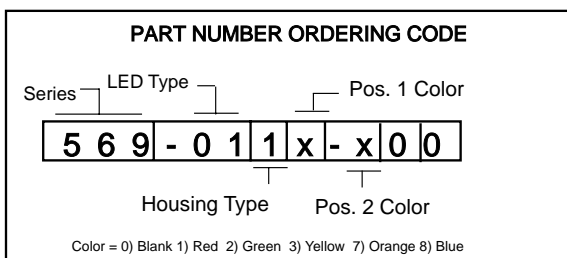 PART NUMBER ORDERING CODE
Series LED Type Pos. 1 Color
5 6 9 - 0 1 1 x - x 0 0
Housing Type Pos. 2 Color
Color = 0) Blank 1) Red 2) Green 3) Yellow 7) Orange 8) Blue